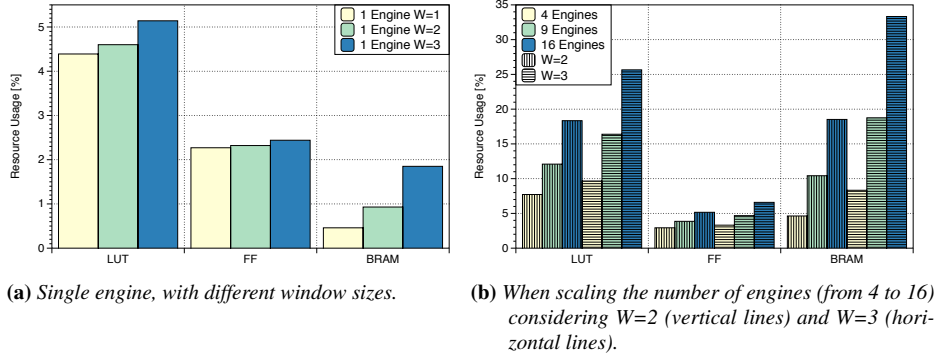 5
4
3
2
1
0
Resource Usage [%]
1 Engine W=1
1 Engine W=2
1 Engine W=3
LUT
FF
BRAM
(a) Single engine, with different window sizes.
35
30
25
20
15
10
5
0
Resource Usage [%]
4 Engines
9 Engines
16 Engines
W=2
W=3
LUT
FF
BRAM
(b) When scaling the number of engines (from 4 to 16)
considering W=2 (vertical lines) and W=3 (hori-
zontal lines).